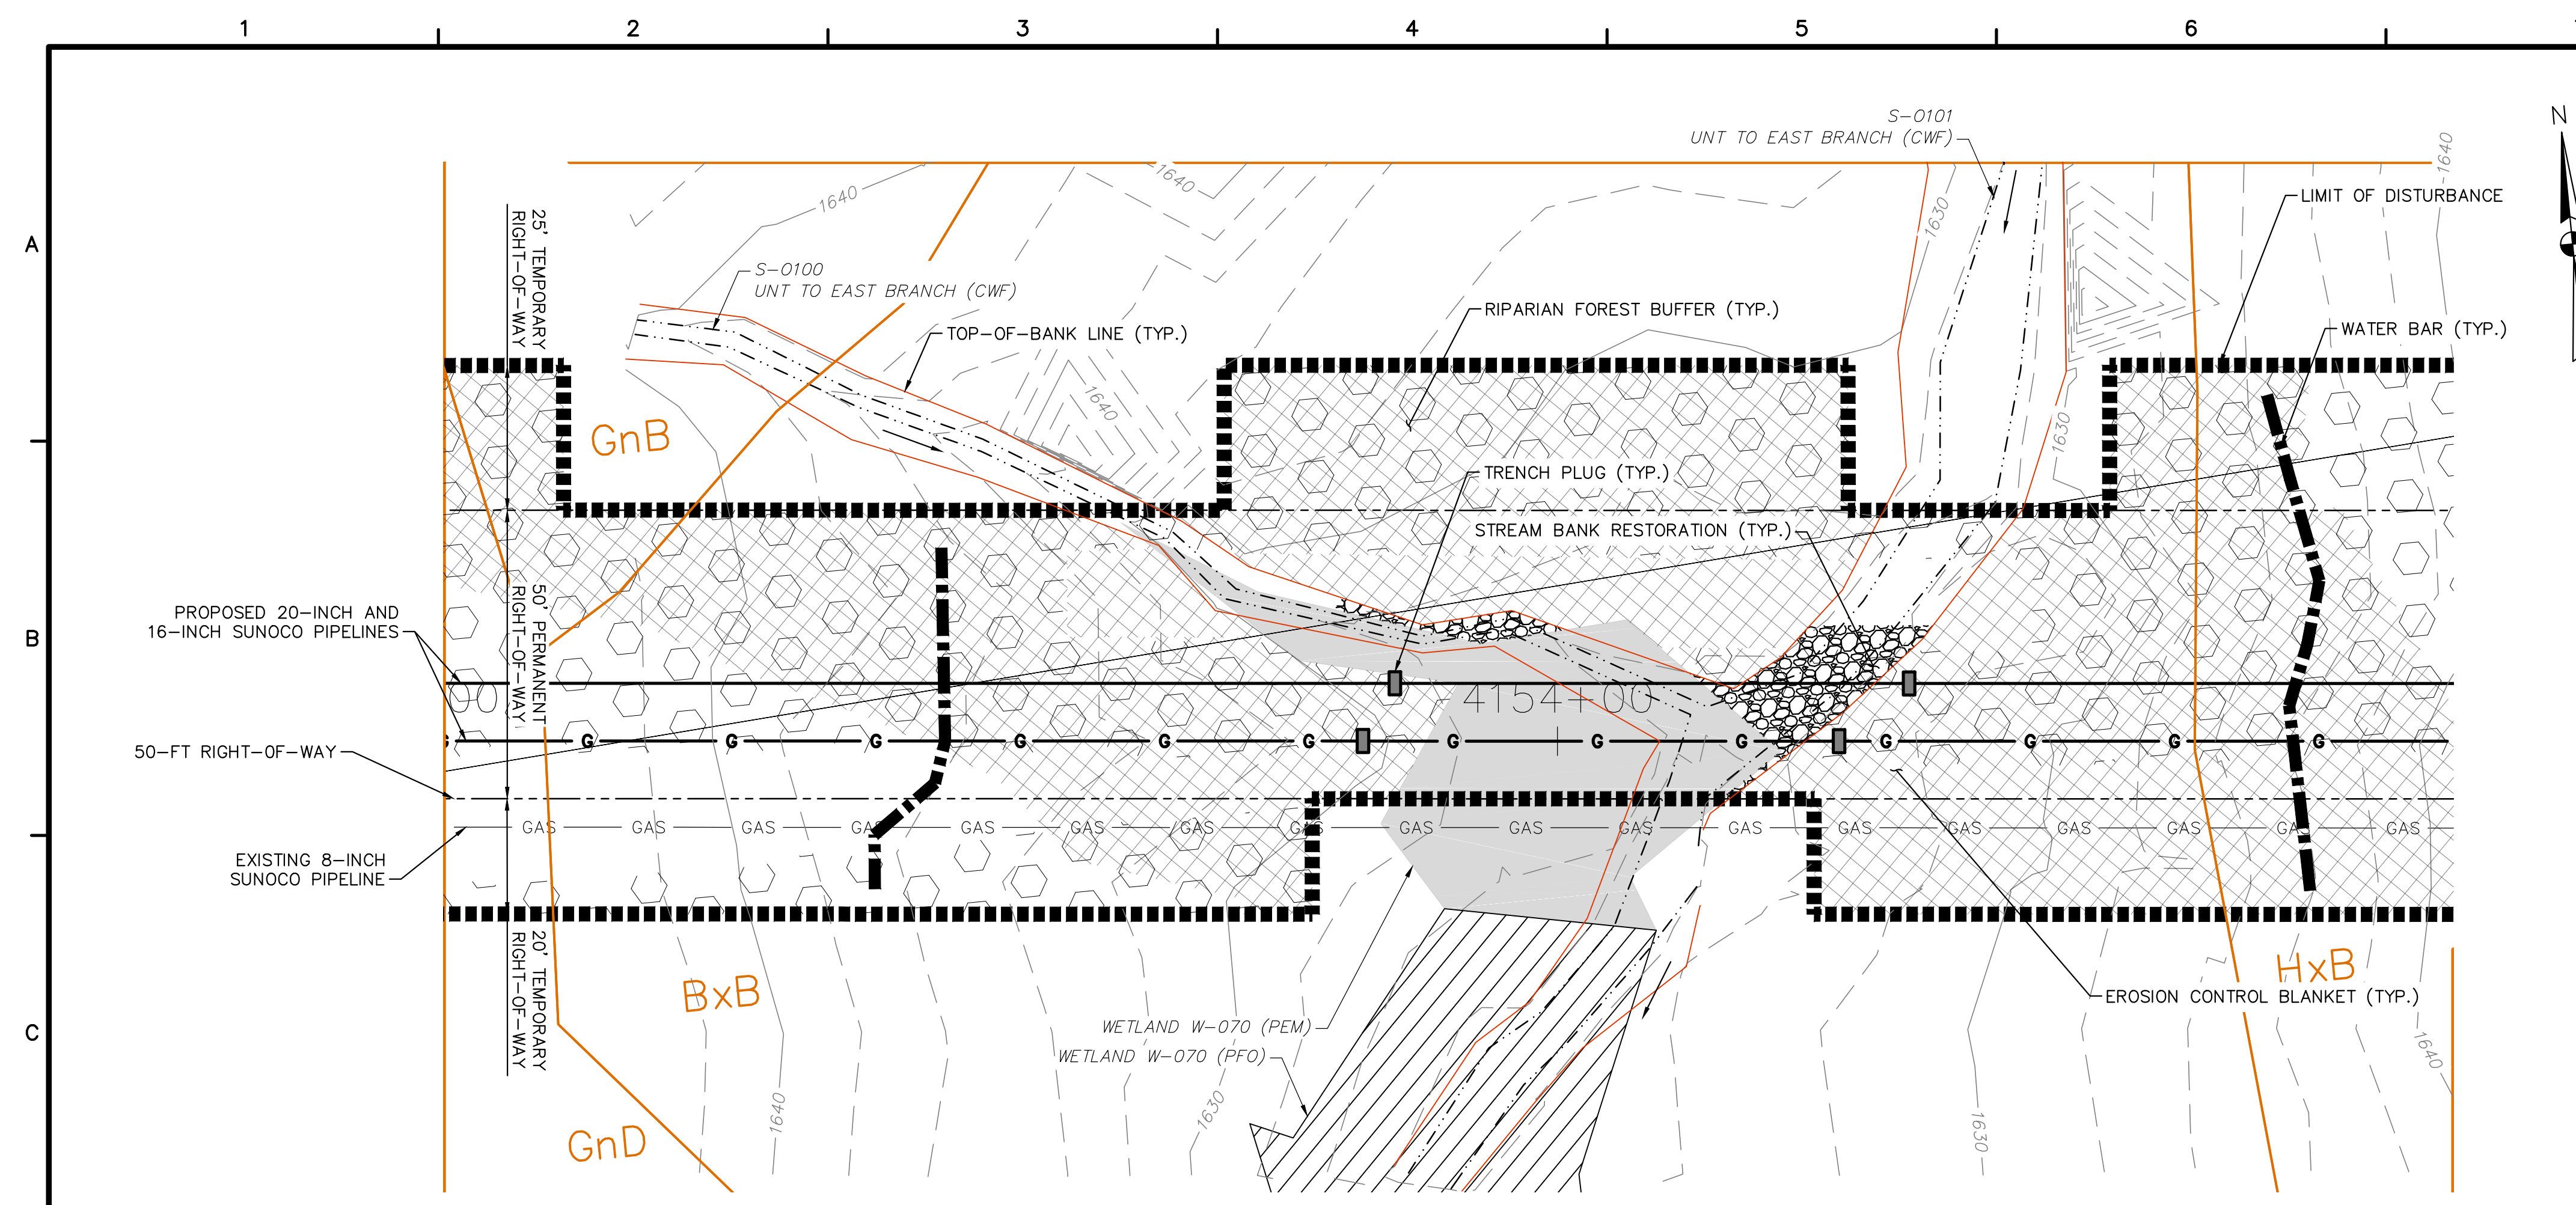 1 2 3 4 5 6
A
B
C
N
S-0101
UNT TO EAST BRANCH (CWF)
1640
1640
1640
1630
LIMIT OF DISTURBANCE
25' TEMPORARY
RIGHT-OF-WAY
S-0100
UNT TO EAST BRANCH (CWF)
RIPARIAN FOREST BUFFER (TYP.)
TOP-OF-BANK LINE (TYP.)
WATER BAR (TYP.)
1640
1630
GnB
TRENCH PLUG (TYP.)
STREAM BANK RESTORATION (TYP.)
50' PERMANENT
RIGHT-OF-WAY
PROPOSED 20-INCH AND
16-INCH SUNOCO PIPELINES
4154+00
G G G G G G G G G G G G G G
50-FT RIGHT-OF-WAY
GAS GAS GAS GAS GAS GAS GAS GAS GAS GAS GAS GAS GAS GAS GAS GAS GAS GAS
EXISTING 8-INCH
SUNOCO PIPELINE
20' TEMPORARY
RIGHT-OF-WAY
BxB
HxB
EROSION CONTROL BLANKET (TYP.)
WETLAND W-070 (PEM)
WETLAND W-070 (PFO)
1640
1630
1630
1640
GnD